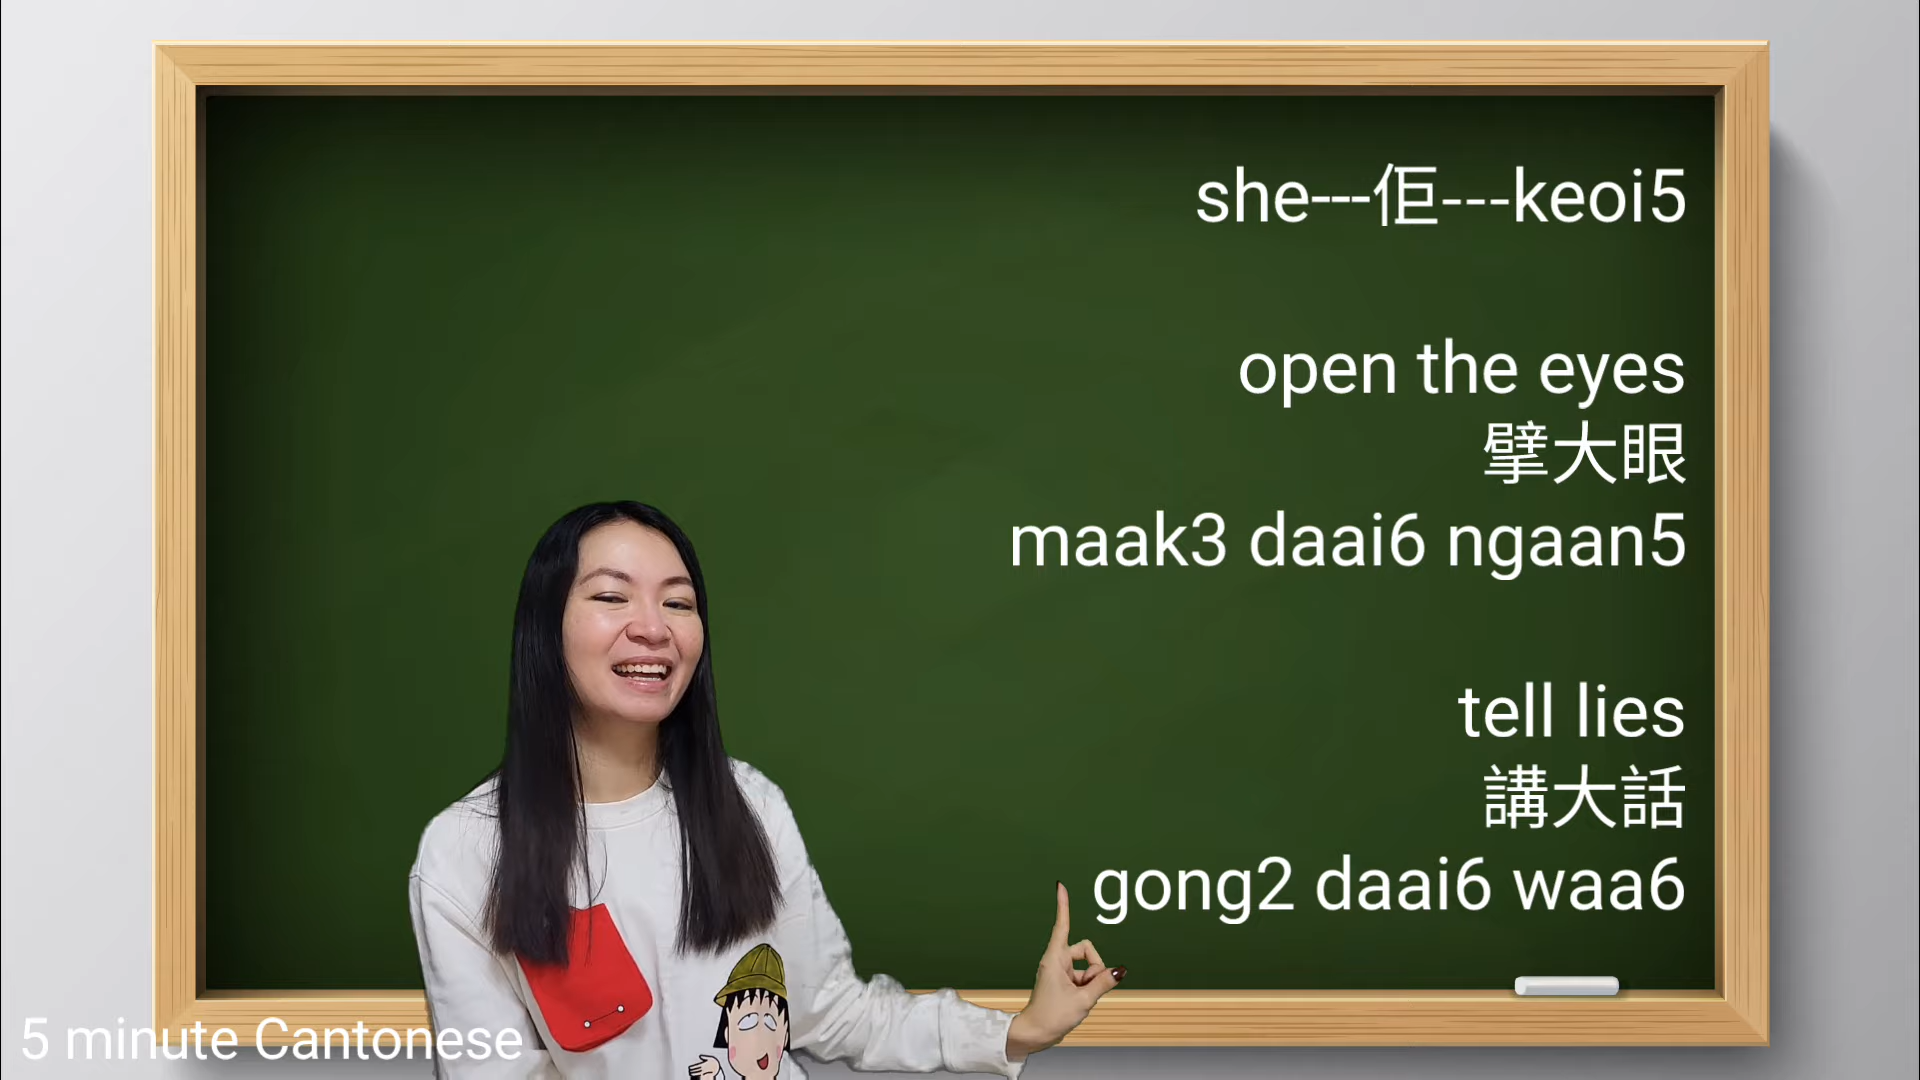 she---佢---keoi5
open the eyes
擘大眼
maak3 daai6 ngaan5
tell lies
講大話
gong2 daai6 waa6
5 minute Cantonese